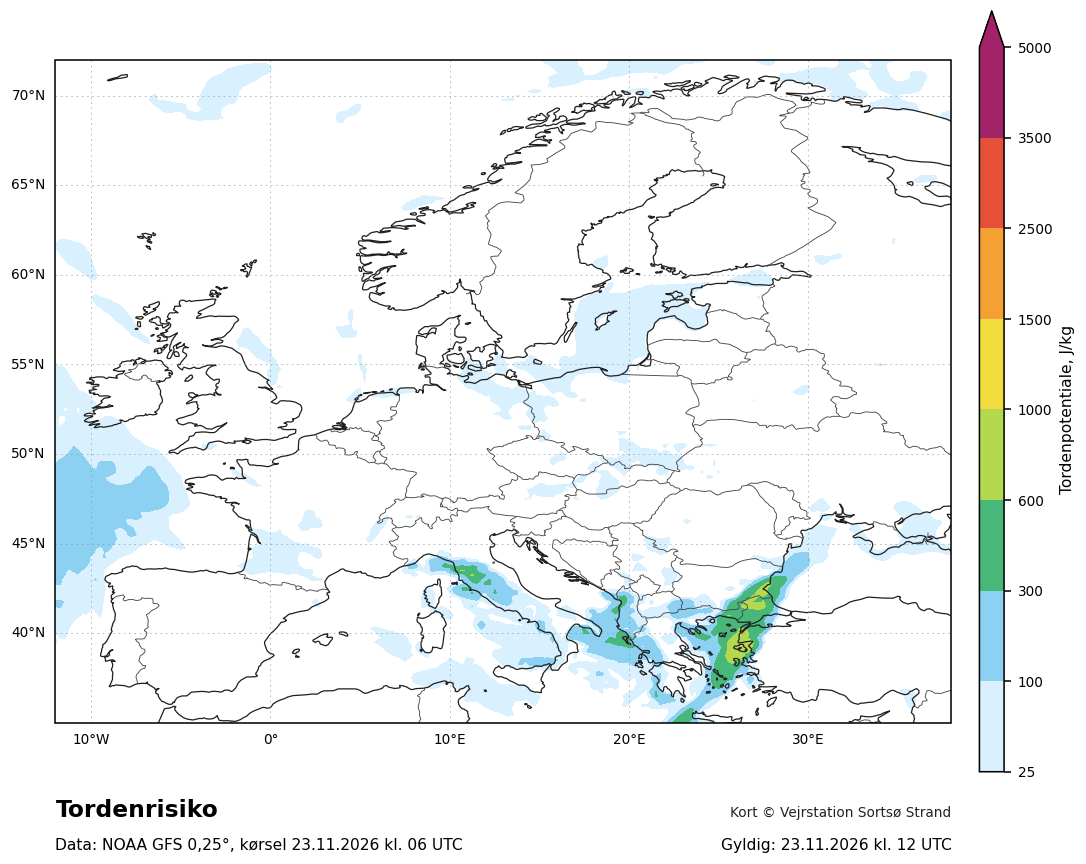 70°N
65°N
60°N
55°N
50°N
45°N
40°N
10°W
0°
10°E
20°E
30°E
5000
3500
2500
1500
1000
600
300
100
25
Tordenpotentiale, J/kg
Tordenrisiko
Kort © Vejrstation Sortsø Strand
Data: NOAA GFS 0,25°, kørsel 23.11.2026 kl. 06 UTC
Gyldig: 23.11.2026 kl. 12 UTC